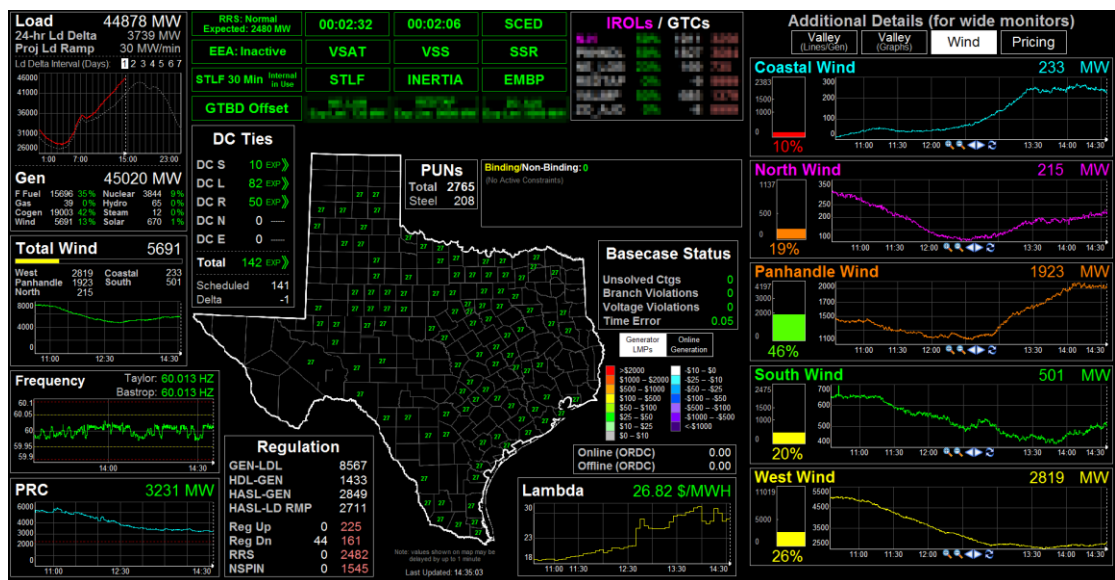 Load 44878 MW
24-hr Ld Delta 3739 MW
Proj Ld Ramp 30 MW/min
Ld Delta Interval (Days): 1 2 3 4 5 6 7
46000
41000
36000
31000
26000
1:00 7:00 15:00 23:00
Gen 45020 MW
F Fuel 15696 35% Nuclear 3844 9%
Gas 39 0% Hydro 65 0%
Cogen 19003 42% Steam 12 0%
Wind 5691 13% Solar 670 1%
Total Wind 5691
West 2819 Coastal 233
Panhandle 1923 South 501
North 215
8000
4000
0
11:00 12:30 14:30
Frequency Taylor: 60.013 HZ
Bastrop: 60.013 HZ
60.1
60.05
60
59.95
59.9
14:00 14:30
PRC 3231 MW
6000
4000
3000
2000
0
11:00 12:30 14:30
RRS: Normal
Expected: 2480 MW
00:02:32 00:02:06 SCED
EEA: Inactive VSAT VSS SSR
STLF 30 Min Internal in Use STLF INERTIA EMBP
GTBD Offset
DC Ties
DC S 10 EXP
DC L 82 EXP
DC R 50 EXP
DC N 0 —
DC E 0 —
Total 142 EXP
Scheduled 141
Delta -1
PUNs
Total 2765
Steel 208
IROLs / GTCs
Binding/Non-Binding: 0
(No Active Constraints)
Basecase Status
Unsolved Ctgs 0
Branch Violations 0
Voltage Violations 0
Time Error 0.05
Generator LMPs
Online Generation
>$2000 -$10 – $0
$1000 – $2000 -$25 – -$10
$500 – $1000 -$50 – -$25
$100 – $500 -$100 – -$50
$50 – $100 -$500 – -$100
$25 – $50 -$1000 – -$500
$10 – $25 <-$1000
$0 – $10
Online (ORDC) 0.00
Offline (ORDC) 0.00
Regulation
GEN-LDL 8567
HDL-GEN 1433
HASL-GEN 2849
HASL-LD RMP 2711
Reg Up 0 225
Reg Dn 44 161
RRS 0 2482
NSPIN 0 1545
Note: values shown on map may be
delayed by up to 1 minute
Last Updated: 14:35:03
Lambda 26.82 $/MWH
30
23
18
11:00 12:30 14:30
Additional Details (for wide monitors)
Valley (Lines/Gen) Valley (Graphs) Wind Pricing
Coastal Wind 233 MW
2383
1500
1000
0
10%
300
200
100
0
11:00 11:30 12:00 13:30 14:00 14:30
North Wind 215 MW
1137
500
0
19%
350
250
200
100
11:00 11:30 12:00 13:30 14:00 14:30
Panhandle Wind 1923 MW
4197
3000
2000
0
46%
2000
1700
1500
1100
11:00 11:30 12:00 13:30 14:00 14:30
South Wind 501 MW
2475
1500
1000
0
20%
700
600
500
400
11:00 11:30 12:00 13:30 14:00 14:30
West Wind 2819 MW
11019
5000
0
26%
5500
4500
3500
2500
11:00 11:30 12:00 13:30 14:00 14:30